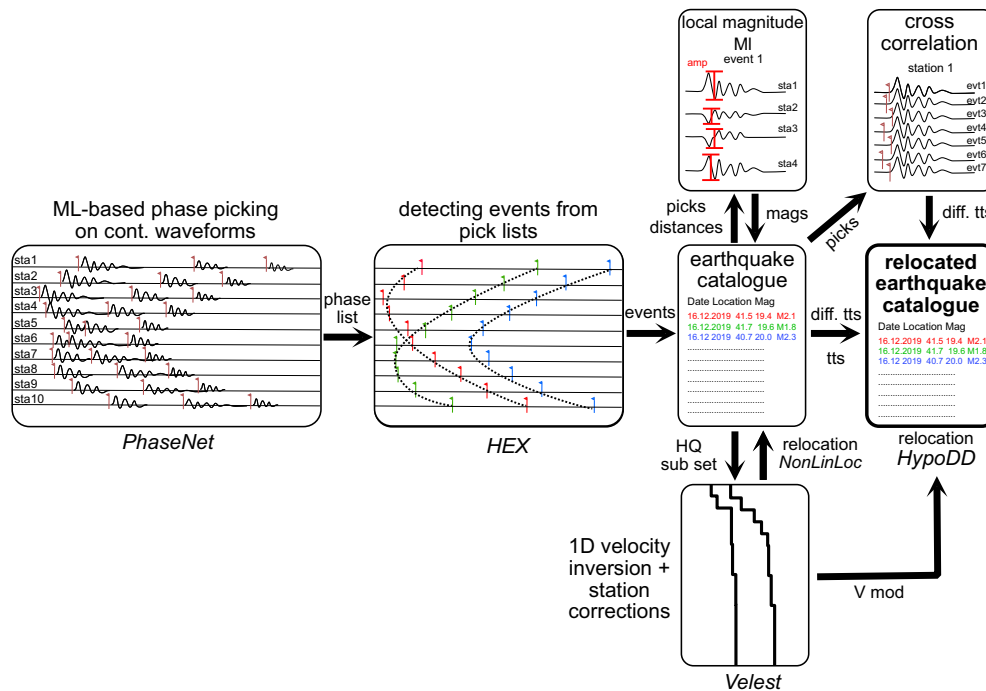 ML-based phase picking
on cont. waveforms
sta1
sta2
sta3
sta4
sta5
sta6
sta7
sta8
sta9
sta10
PhaseNet
phase
list
detecting events from
pick lists
HEX
events
local magnitude
Ml
event 1
amp
sta1
sta2
sta3
sta4
picks
distances
mags
earthquake
catalogue
Date Location Mag
16.12.2019 41.5 19.4 M2.1
16.12.2019 41.7 19.6 M1.8
16.12 2019 40.7 20.0 M2.3
HQ
sub set
relocation
NonLinLoc
1D velocity
inversion +
station
corrections
Velest
cross
correlation
station 1
evt1
evt2
evt3
evt4
evt5
evt6
evt7
picks
diff. tts
diff. tts
tts
relocated
earthquake
catalogue
Date Location Mag
16.12.2019 41.5 19.4 M2.1
16.12.2019 41.7 19.6 M1.8
16.12 2019 40.7 20.0 M2.3
relocation
HypoDD
V mod